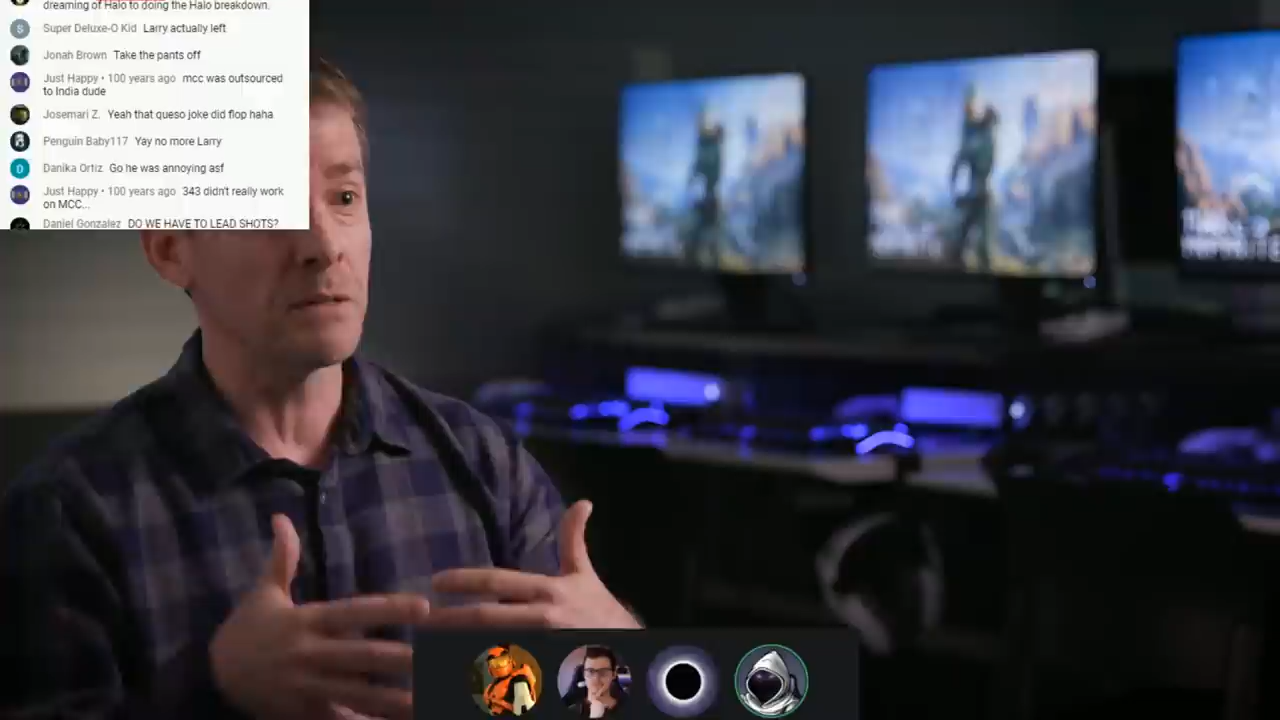 dreaming of Halo to doing the Halo breakdown.
Super Deluxe-O Kid Larry actually left
Jonah Brown Take the pants off
Just Happy • 100 years ago mcc was outsourced
to India dude
Josemari Z. Yeah that queso joke did flop haha
Penguin Baby117 Yay no more Larry
Danika Ortiz Go he was annoying asf
Just Happy • 100 years ago 343 didn't really work
on MCC...
Daniel Gonzalez DO WE HAVE TO LEAD SHOTS?